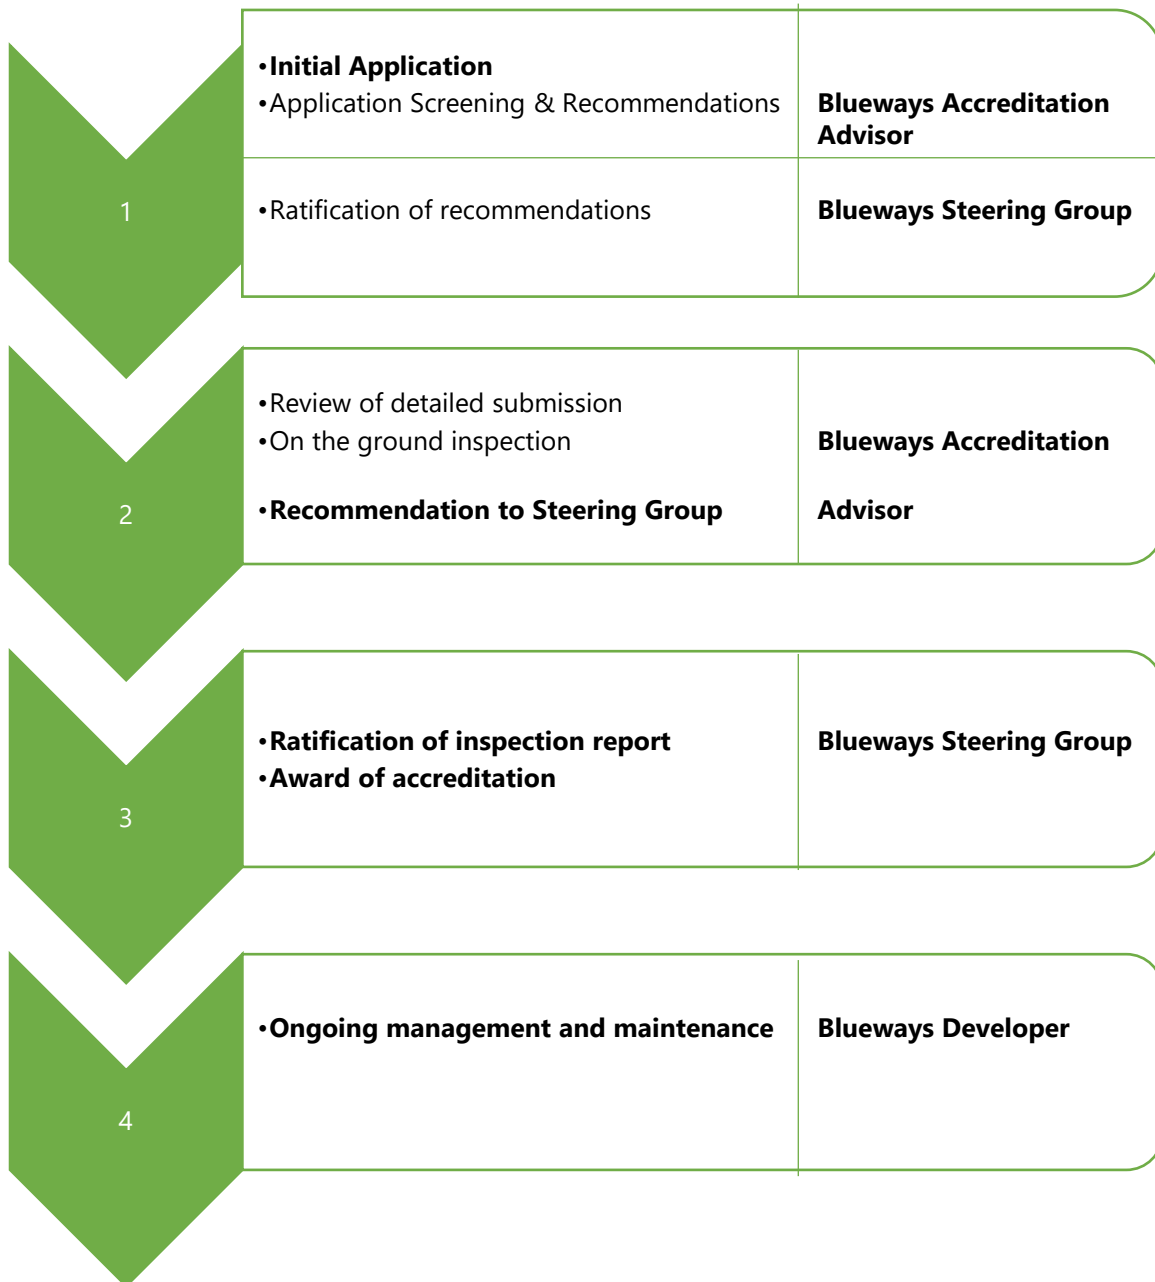 •Initial Application
•Application Screening & Recommendations
Blueways Accreditation
Advisor
1
•Ratification of recommendations
Blueways Steering Group
•Review of detailed submission
•On the ground inspection
Blueways Accreditation
2
•Recommendation to Steering Group
Advisor
•Ratification of inspection report
Blueways Steering Group
•Award of accreditation
3
•Ongoing management and maintenance
Blueways Developer
4